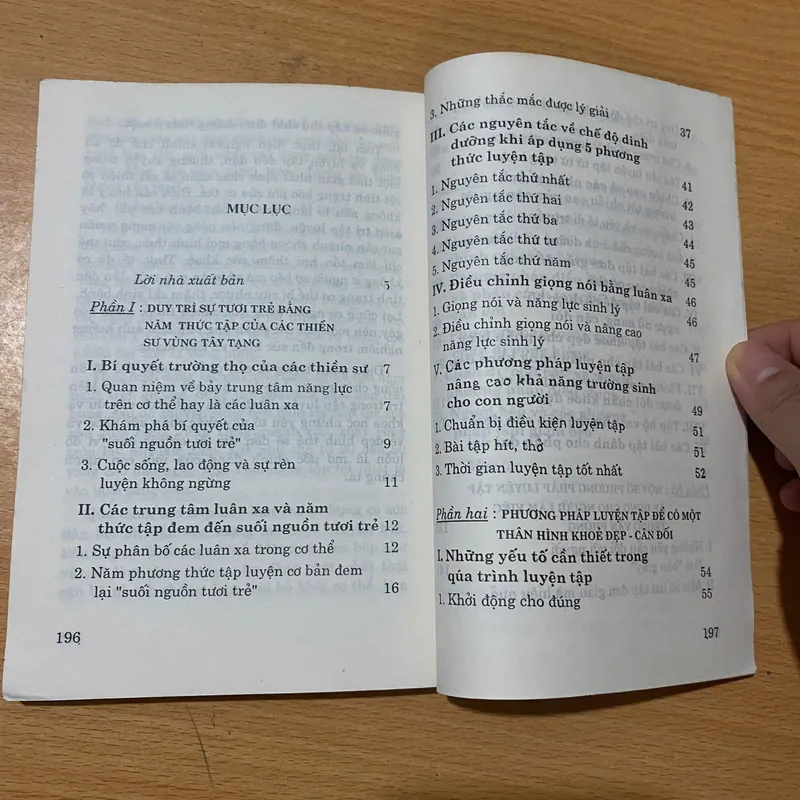 MỤC LỤC
Lời nhà xuất bản 5
Phần I : DUY TRÌ SỰ TƯƠI TRẺ BẰNG
NĂM THỨC TẬP CỦA CÁC THIỀN
SƯ VÙNG TÂY TẠNG
I. Bí quyết trường thọ của các thiền sư 7
1. Quan niệm về bảy trung tâm năng lực
trên cơ thể hay là các luân xa 7
2. Khám phá bí quyết của
"suối nguồn tươi trẻ" 9
3. Cuộc sống, lao động và sự rèn
luyện không ngừng 11
II. Các trung tâm luân xa và năm
thức tập đem đến suối nguồn tươi trẻ 12
1. Sự phân bố các luân xa trong cơ thể 12
2. Năm phương thức tập luyện cơ bản đem
lại "suối nguồn tươi trẻ" 16
196
3. Những thắc mắc được lý giải 37
III. Các nguyên tắc về chế độ dinh
dưỡng khi áp dụng 5 phương
thức luyện tập
1. Nguyên tắc thứ nhất 41
2. Nguyên tắc thứ hai 42
3. Nguyên tắc thứ ba 43
4. Nguyên tắc thứ tư 44
5. Nguyên tắc thứ năm 45
IV. Điều chỉnh giọng nói bằng luân xa 45
1. Giọng nói và năng lực sinh lý 46
2. Điều chỉnh giọng nói và nâng cao 46
năng lực sinh lý
V. Các phương pháp luyện tập 47
nâng cao khả năng trường sinh
cho con người
1. Chuẩn bị điều kiện luyện tập 49
2. Bài tập hít, thở 51
3. Thời gian luyện tập tốt nhất 51
52
Phần hai : PHƯƠNG PHÁP LUYỆN TẬP ĐỂ CÓ MỘT
THÂN HÌNH KHOẺ ĐẸP - CÂN ĐỐI
I. Những yếu tố cần thiết trong
qúa trình luyện tập 54
1. Khởi động cho đúng 55
197